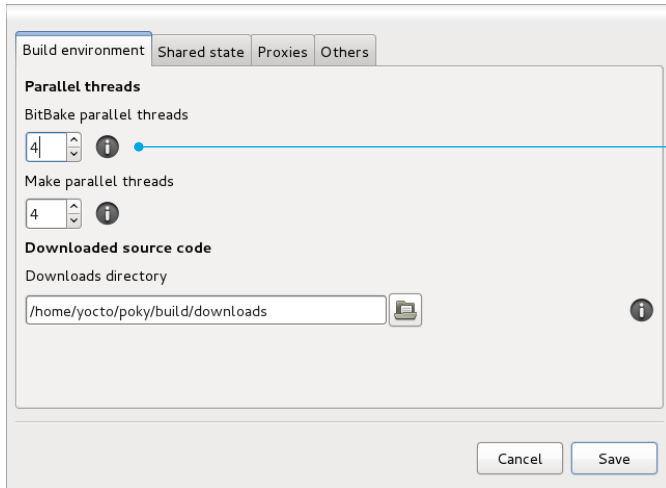 Build environment Shared state Proxies Others
Parallel threads
BitBake parallel threads
4
Make parallel threads
4
Downloaded source code
Downloads directory
/home/yocto/poky/build/downloads
Cancel Save